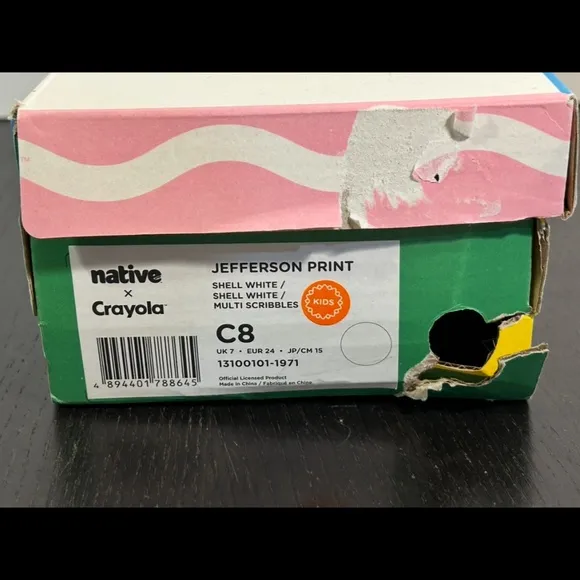 native
×
Crayola
JEFFERSON PRINT
SHELL WHITE /
SHELL WHITE /
MULTI SCRIBBLES
KIDS
C8
UK 7 • EUR 24 • JP/CM 15
13100101-1971
Official Licensed Product
Made in China / Fabriqué en Chine
4 894401 788645